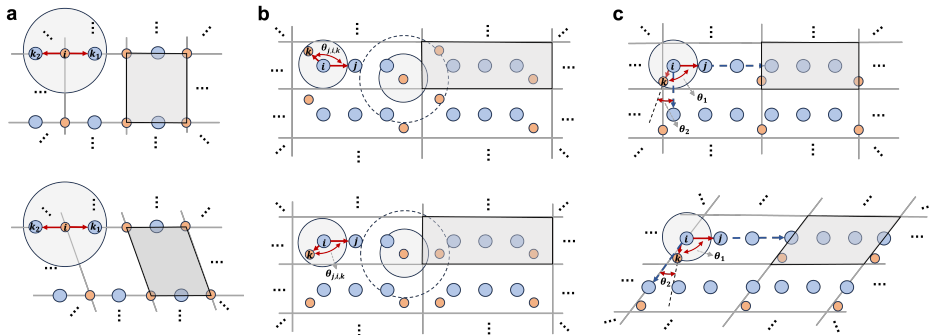 a
b
c
k₂
i
k₁
k
θj,i,k
i
j
k
i
j
θ₁
θ₂
k₂
i
k₁
i
j
k
θj,i,k
i
j
k
θ₁
θ₂